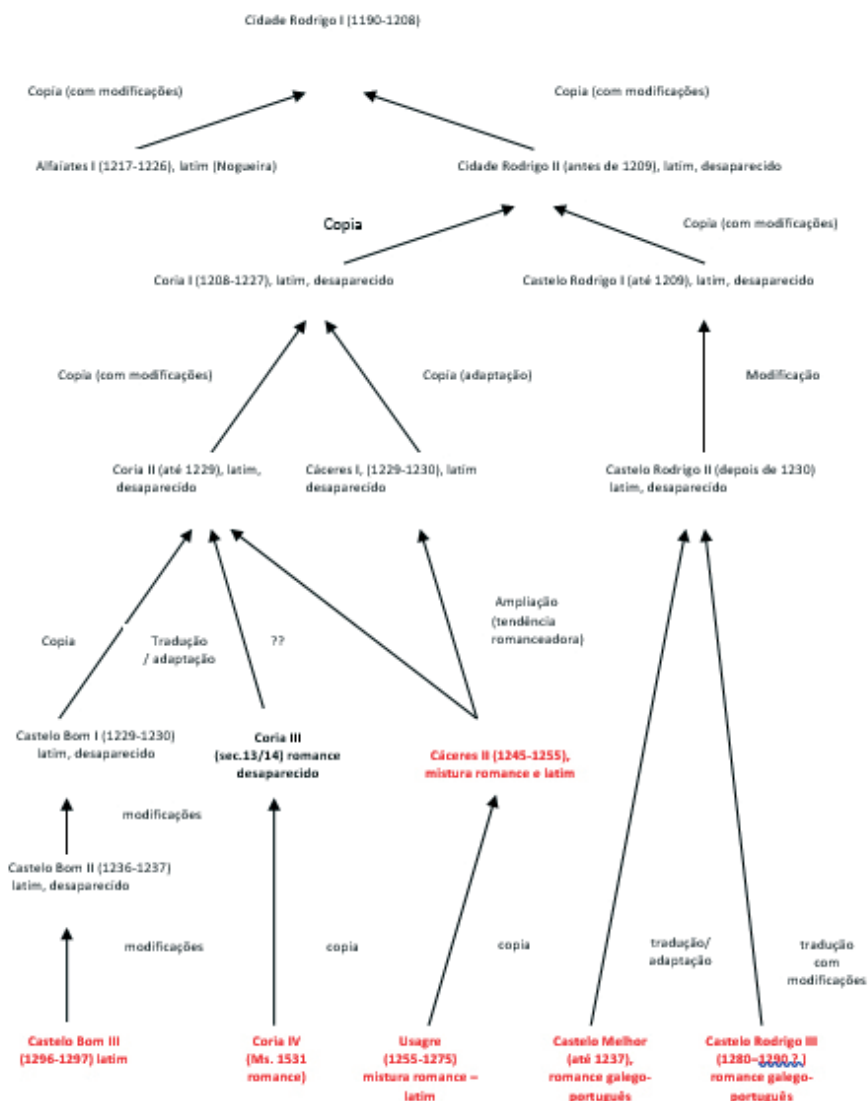 Cidade Rodrigo I (1190-1208)
Copia (com modificações)
Copia (com modificações)
Alfaiates I (1217-1226), latim (Nogueira)
Cidade Rodrigo II (antes de 1209), latim, desaparecido
Copia
Copia (com modificações)
Coria I (1208-1227), latim, desaparecido
Castelo Rodrigo I (até 1209), latim, desaparecido
Copia (com modificações)
Copia (adaptação)
Modificação
Coria II (até 1229), latim,
desaparecido
Cáceres I, (1229-1230), latim
desaparecido
Castelo Rodrigo II (depois de 1230)
latim, desaparecido
Copia
Tradução
/ adaptação
??
Ampliação
(tendência
romanceadora)
Castelo Bom I (1229-1230)
latim, desaparecido
Coria III
(sec.13/14) romance
desaparecido
Cáceres II (1245-1255),
mistura romance e latim
modificações
Castelo Bom II (1236-1237)
latim, desaparecido
modificações
copia
copia
tradução/
adaptação
tradução
com
modificações
Castelo Bom III
(1296-1297) latim
Coria IV
(Ms. 1531
romance)
Usagre
(1255-1275)
mistura romance –
latim
Castelo Melhor
(até 1237),
romance galego-
português
Castelo Rodrigo III
(1280–1290 ? )
romance galego-
português